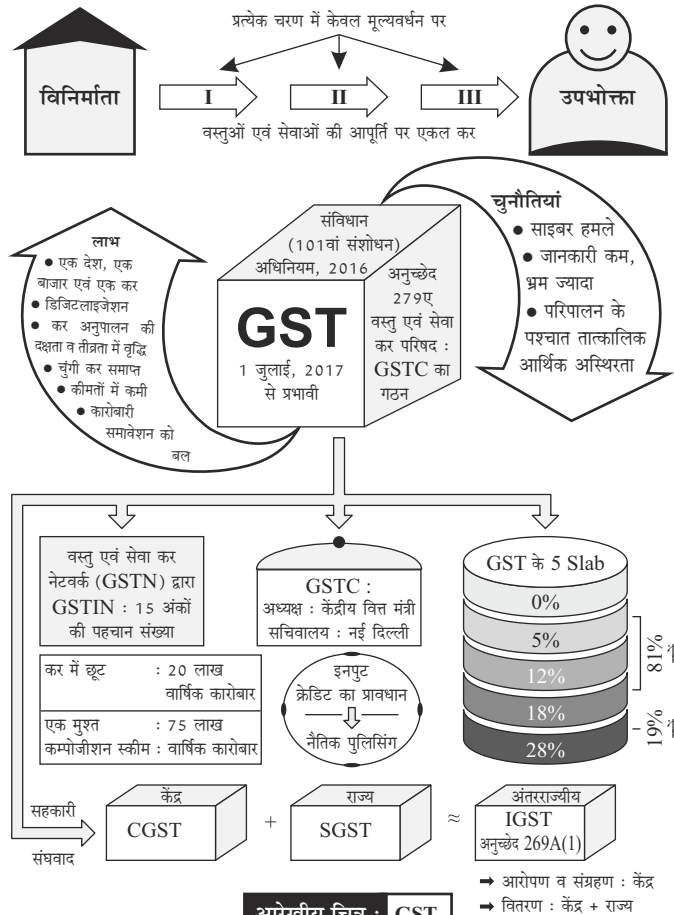 प्रत्येक चरण में केवल मूल्यवर्धन पर
विनिर्माता
I
II
III
उपभोक्ता
वस्तुओं एवं सेवाओं की आपूर्ति पर एकल कर
लाभ
● एक देश, एक
बाजार एवं एक कर
● डिजिटलाइजेशन
● कर अनुपालन की
दक्षता व तीव्रता में वृद्धि
● चुंगी कर समाप्त
● कीमतों में कमी
● कारोबारी
समावेशन को
बल
संविधान
(101वां संशोधन)
अधिनियम, 2016
GST
1 जुलाई, 2017
से प्रभावी
अनुच्छेद
279ए
वस्तु एवं सेवा
कर परिषद :
GSTC का
गठन
चुनौतियां
● साइबर हमले
● जानकारी कम,
भ्रम ज्यादा
● परिपालन के
पश्चात तात्कालिक
आर्थिक अस्थिरता
वस्तु एवं सेवा कर
नेटवर्क (GSTN) द्वारा
GSTIN : 15 अंकों
की पहचान संख्या
कर में छूट : 20 लाख
वार्षिक कारोबार
एक मुश्त : 75 लाख
कम्पोजीशन स्कीम : वार्षिक कारोबार
GSTC :
अध्यक्ष : केंद्रीय वित्त मंत्री
सचिवालय : नई दिल्ली
इनपुट
क्रेडिट का प्रावधान
नैतिक पुलिसिंग
GST के 5 Slab
0%
5%
12%
18%
28%
81%
19%
सहकारी
संघवाद
केंद्र
CGST
+
राज्य
SGST
≈
अंतरराज्यीय
IGST
अनुच्छेद 269A(1)
➡ आरोपण व संग्रहण : केंद्र
➡ वितरण : केंद्र + राज्य
आरेखीय चित्र : GST